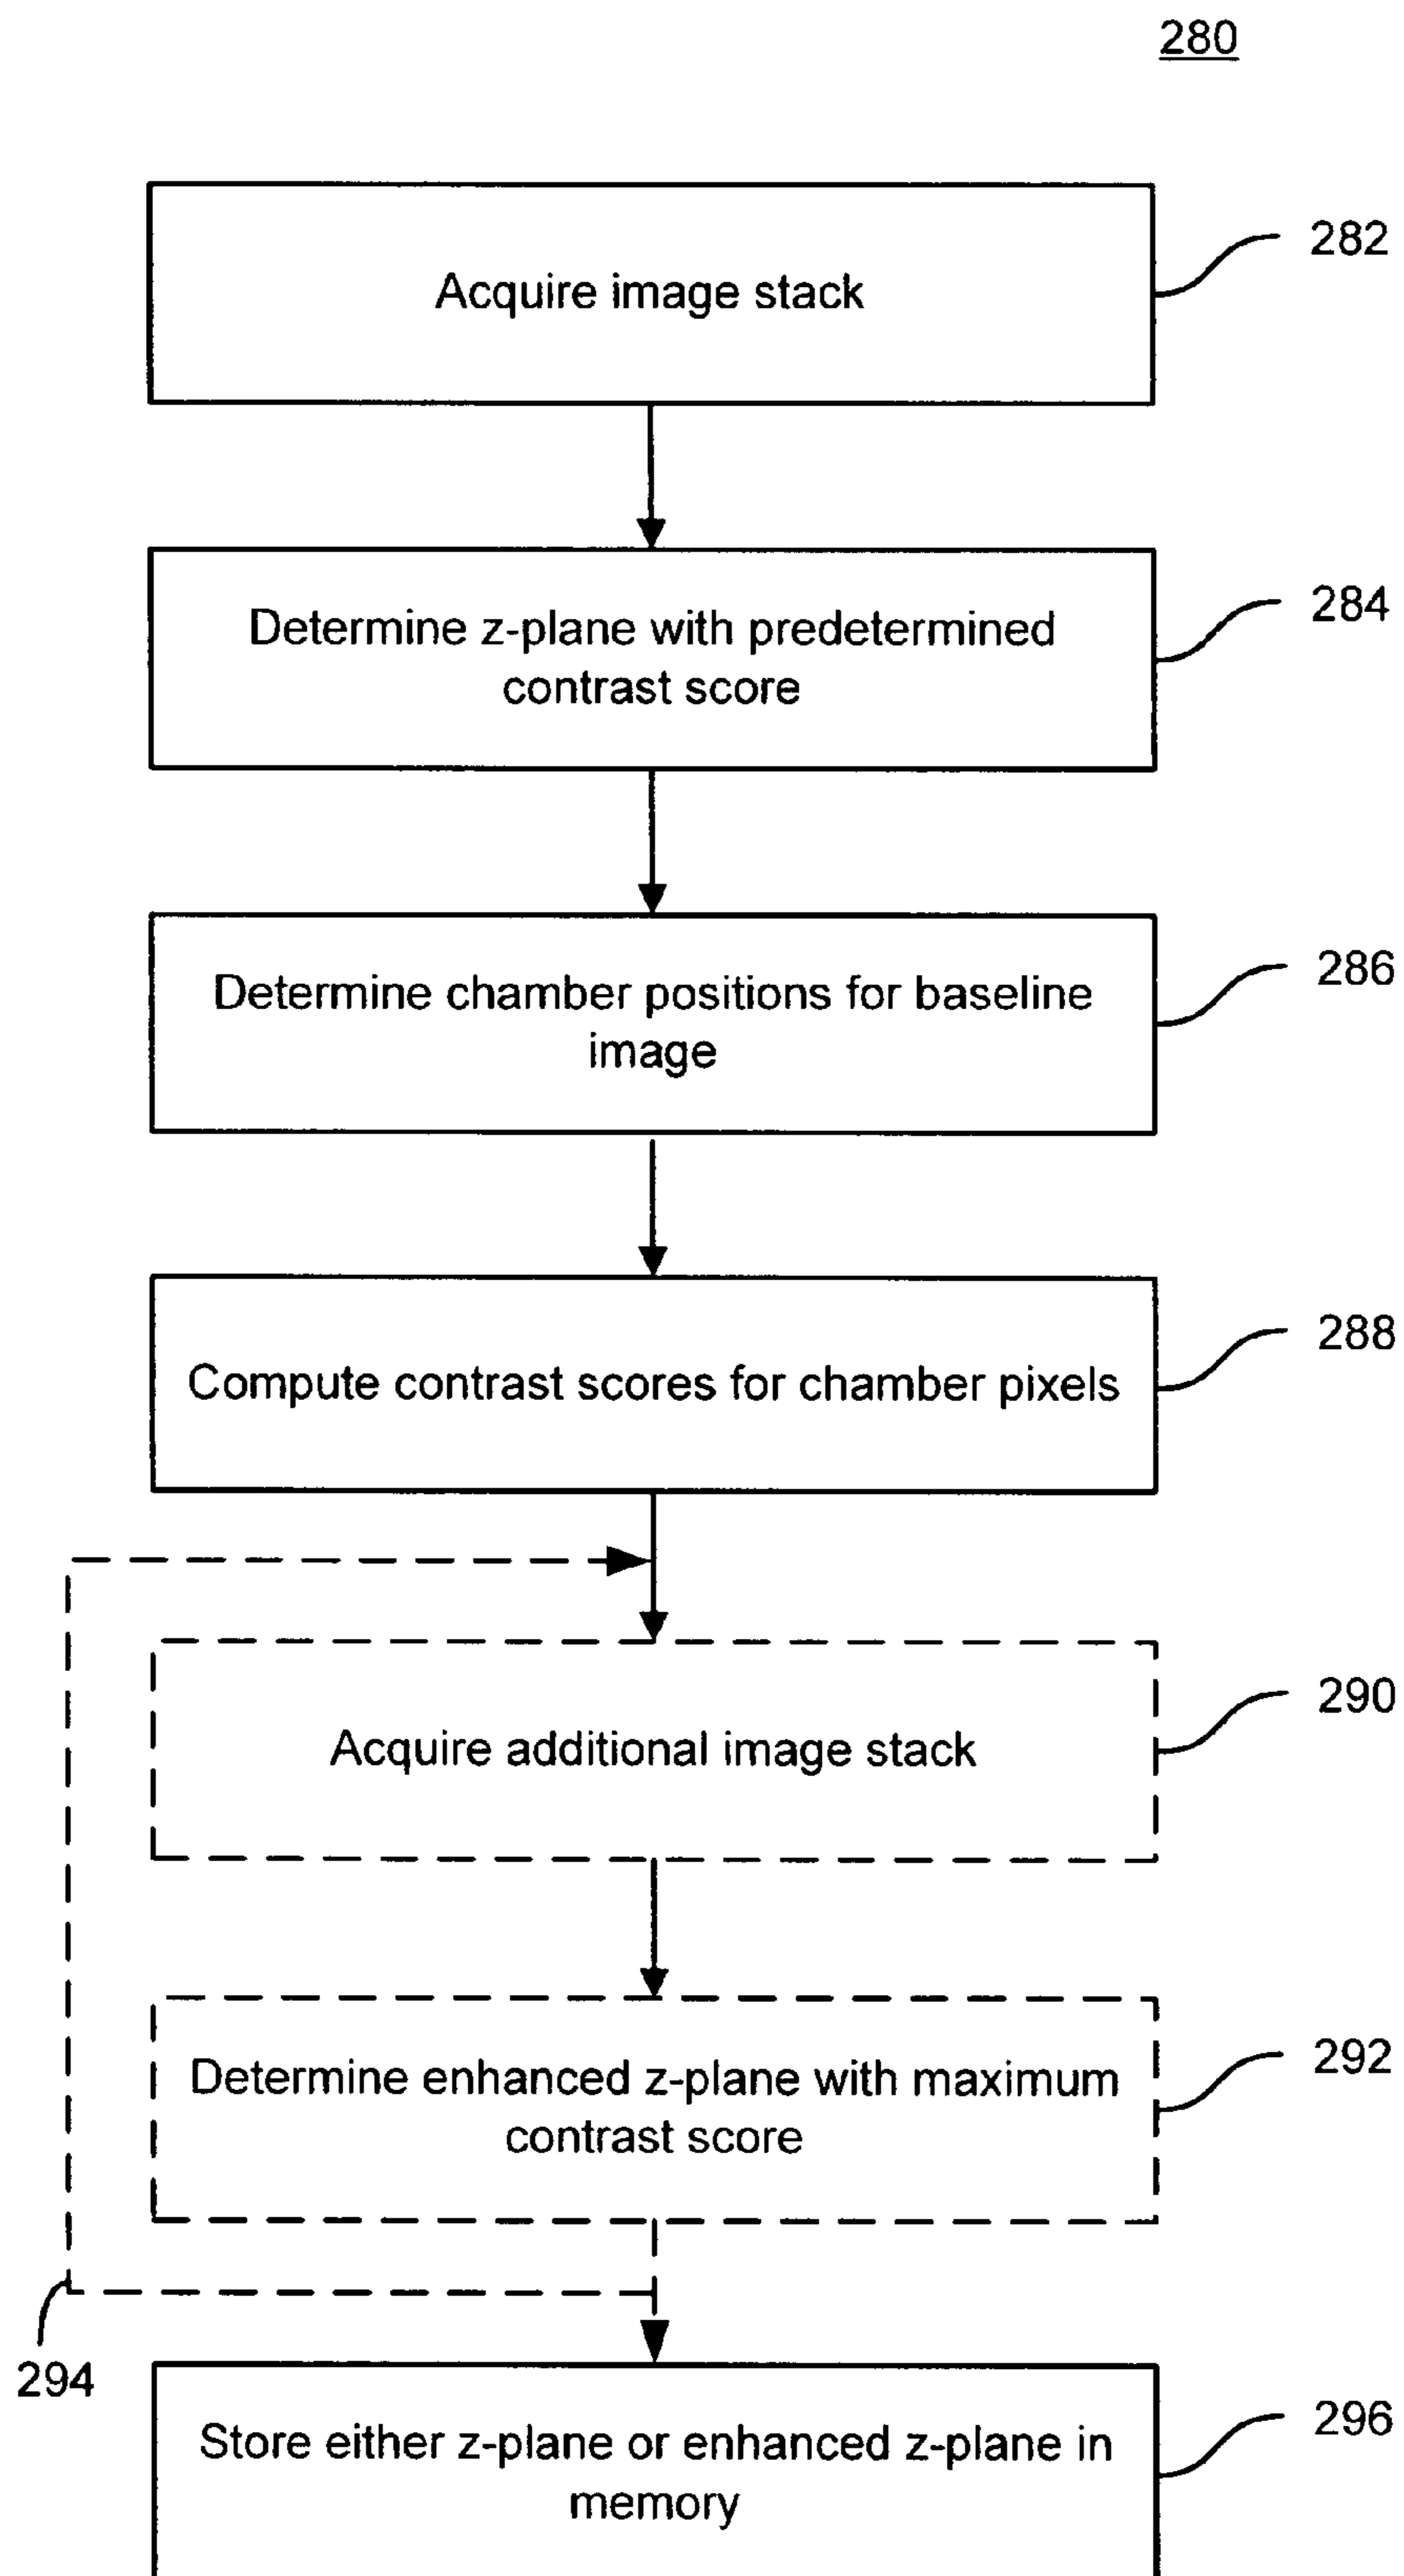 280
Acquire image stack
282
Determine z-plane with predetermined
contrast score
284
Determine chamber positions for baseline
image
286
Compute contrast scores for chamber pixels
288
Acquire additional image stack
290
Determine enhanced z-plane with maximum
contrast score
292
294
Store either z-plane or enhanced z-plane in
memory
296